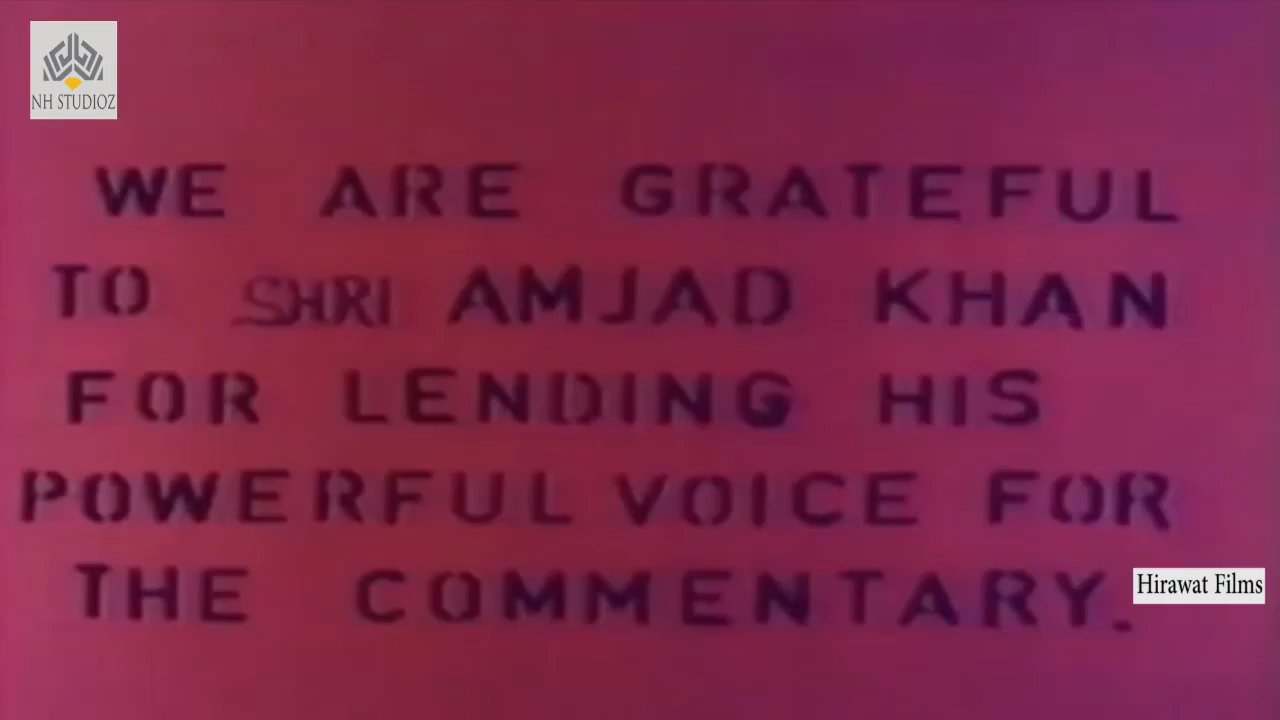 NH STUDIOZ
WE ARE GRATEFUL
TO SHRI AMJAD KHAN
FOR LENDING HIS
POWERFUL VOICE FOR
THE COMMENTARY.
Hirawat Films